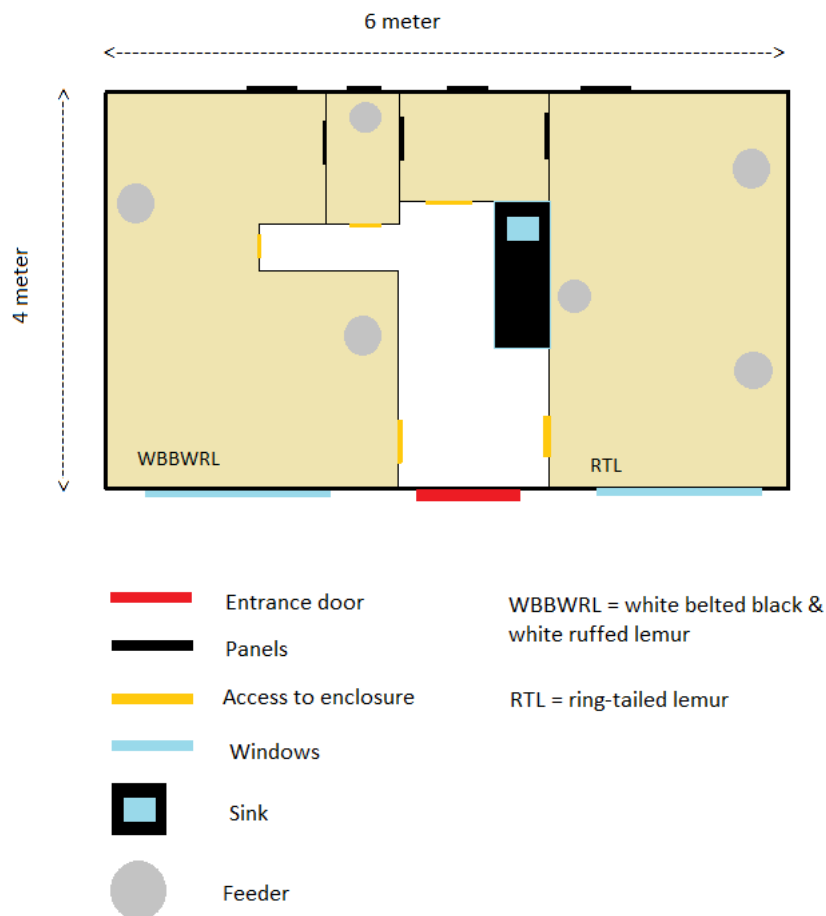 6 meter
4 meter
WBBWRL
RTL
Entrance door
Panels
Access to enclosure
Windows
Sink
Feeder
WBBWRL = white belted black &
white ruffed lemur
RTL = ring-tailed lemur